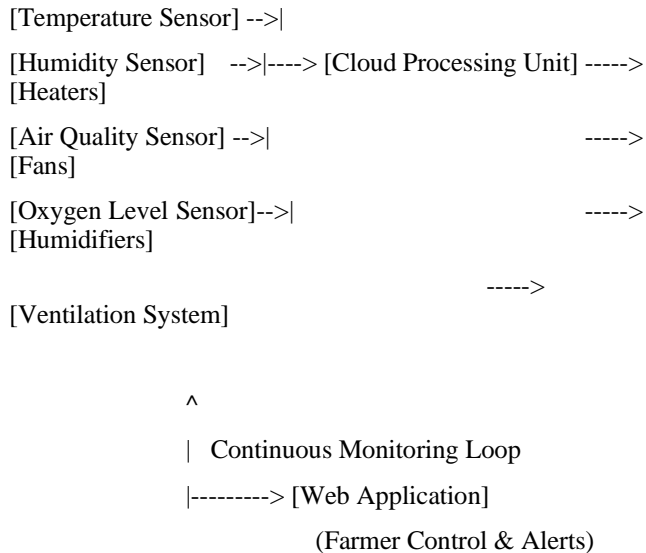 [Temperature Sensor] -->|
[Humidity Sensor] -->|----> [Cloud Processing Unit] ----->
[Heaters]
[Air Quality Sensor] -->| ----->
[Fans]
[Oxygen Level Sensor]-->| ----->
[Humidifiers]
----->
[Ventilation System]
^
| Continuous Monitoring Loop
|---------> [Web Application]
(Farmer Control & Alerts)